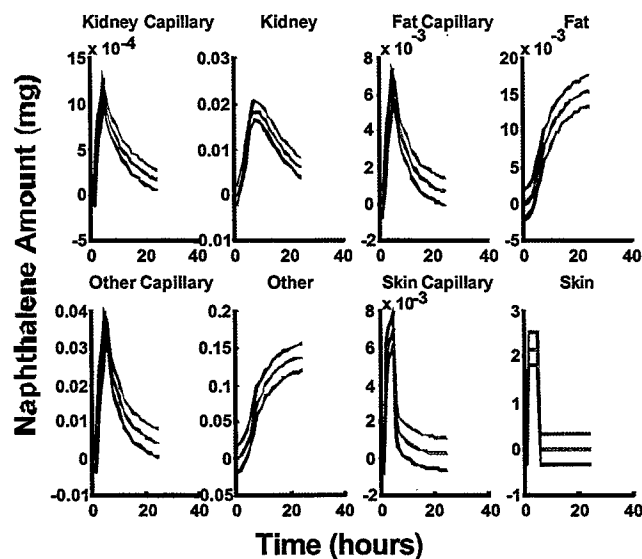 Kidney Capillary Kidney Fat Capillary Fat
x 10-4 x 10-3 x 10-3
15 0.03 8 20
10 0.02 6 15
5 0.01 4 10
0 0 2 5
5 0.01 0 0
-2 5
0 20 40 0 20 40 0 20 40 0 20 40
Other Capillary Other Skin Capillary Skin
x 10-3
0.04 0.2 8 3
0.03 0.15 6 2
0.02 0.1 4 1
0.01 0.05 2 0
0 0 0 -1
-0.01 0.05 -2
0 20 40 0 20 40 0 20 40 0 20 40
Naphthalene Amount (mg)
Time (hours)